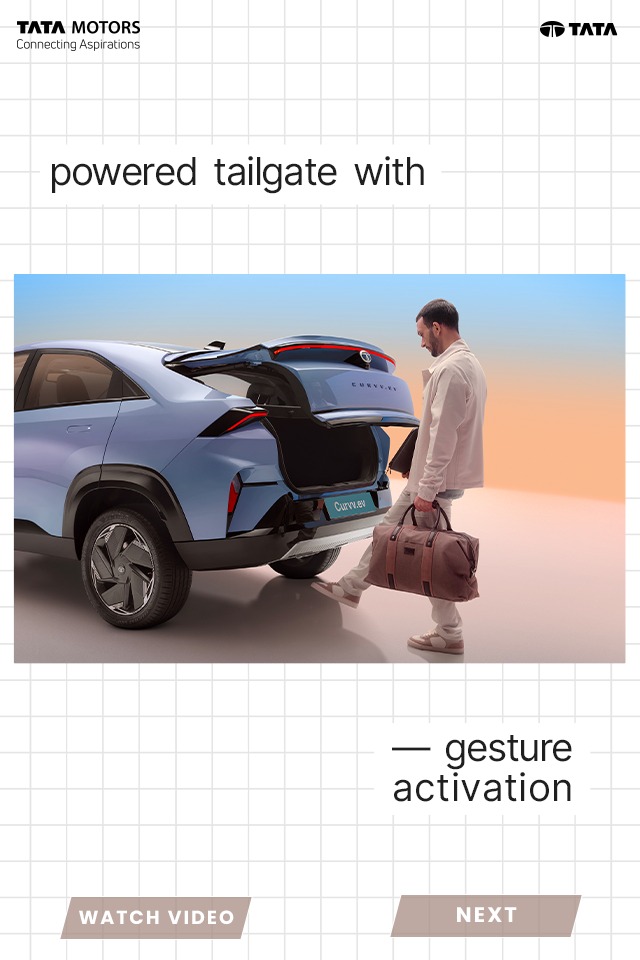 TATA MOTORS
Connecting Aspirations
TATA
powered tailgate with
CURVV.EV
Curvv.ev
— gesture
activation
WATCH VIDEO
NEXT